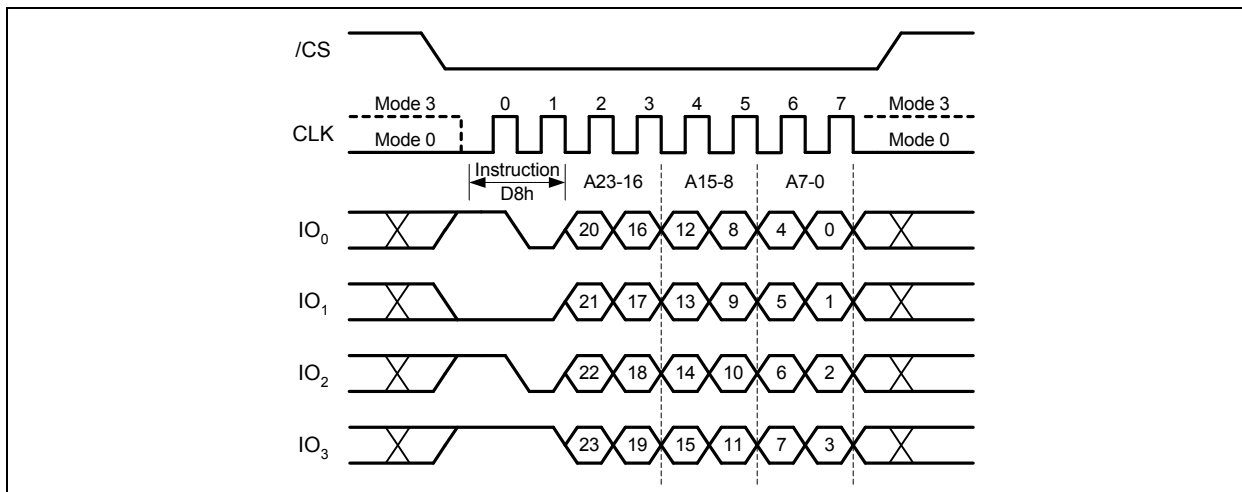 /CS
Mode 3 0 1 2 3 4 5 6 7 Mode 3
CLK
Mode 0 Mode 0
Instruction
D8h
A23-16 A15-8 A7-0
IO0 20 16 12 8 4 0
IO1 21 17 13 9 5 1
IO2 22 18 14 10 6 2
IO3 23 19 15 11 7 3